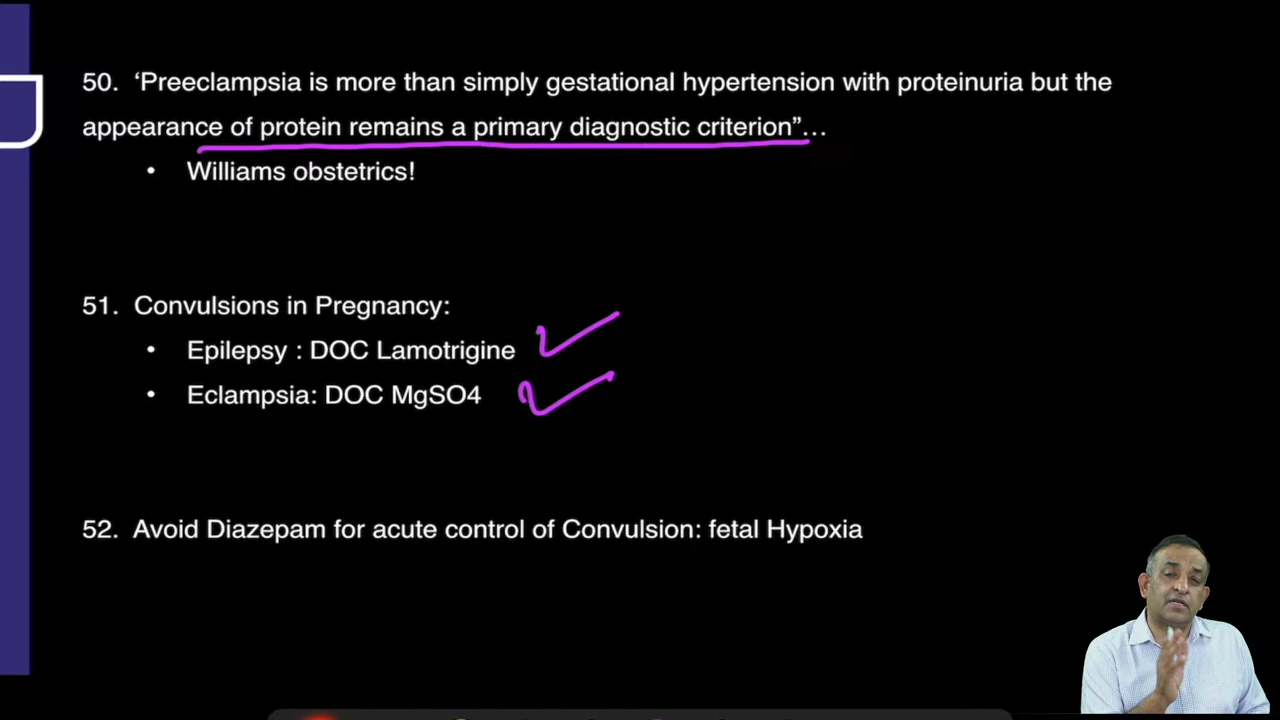 50. ‘Preeclampsia is more than simply gestational hypertension with proteinuria but the
appearance of protein remains a primary diagnostic criterion”...
• Williams obstetrics!
51. Convulsions in Pregnancy:
• Epilepsy : DOC Lamotrigine
• Eclampsia: DOC MgSO4
52. Avoid Diazepam for acute control of Convulsion: fetal Hypoxia